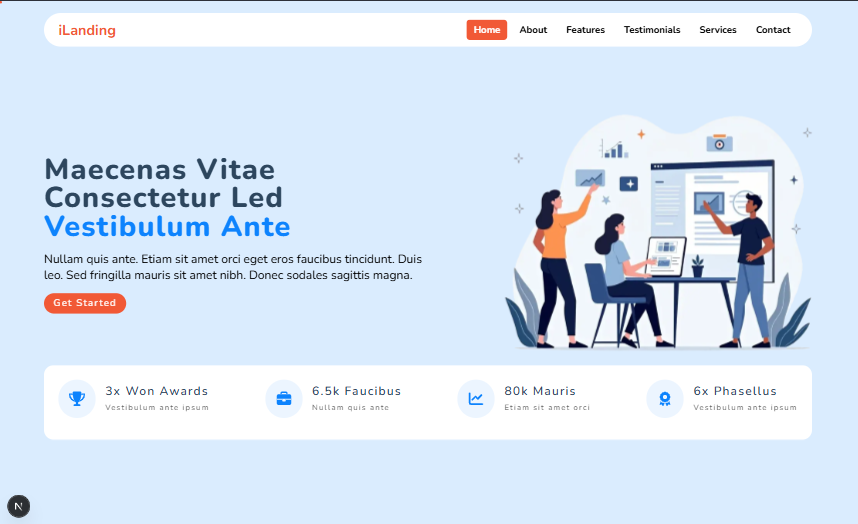 iLanding
Home About Features Testimonials Services Contact
Maecenas Vitae
Consectetur Led
Vestibulum Ante
Nullam quis ante. Etiam sit amet orci eget eros faucibus tincidunt. Duis
leo. Sed fringilla mauris sit amet nibh. Donec sodales sagittis magna.
Get Started
3x Won Awards
Vestibulum ante ipsum
6.5k Faucibus
Nullam quis ante
80k Mauris
Etiam sit amet orci
6x Phasellus
Vestibulum ante ipsum
N